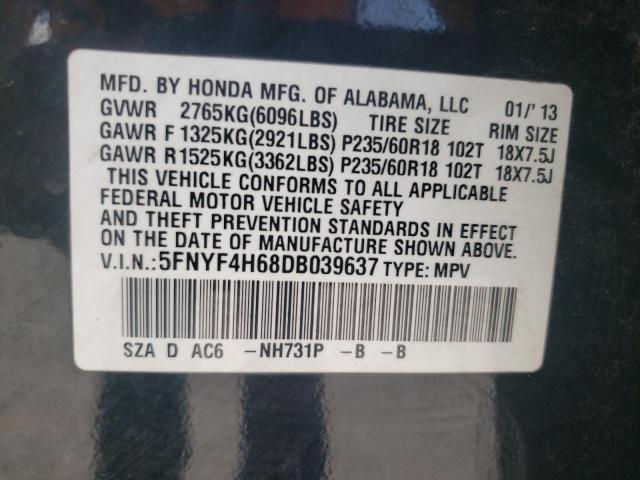 MFD. BY HONDA MFG. OF ALABAMA, LLC 01/'13
GVWR 2765KG(6096LBS) TIRE SIZE RIM SIZE
GAWR F 1325KG(2921LBS) P235/60R18 102T 18X7.5J
GAWR R 1525KG(3362LBS) P235/60R18 102T 18X7.5J
THIS VEHICLE CONFORMS TO ALL APPLICABLE
FEDERAL MOTOR VEHICLE SAFETY
AND THEFT PREVENTION STANDARDS IN EFFECT
ON THE DATE OF MANUFACTURE SHOWN ABOVE.
V.I.N.: 5FNYF4H68DB039637 TYPE: MPV
SZA D AC6 -NH731P -B -B